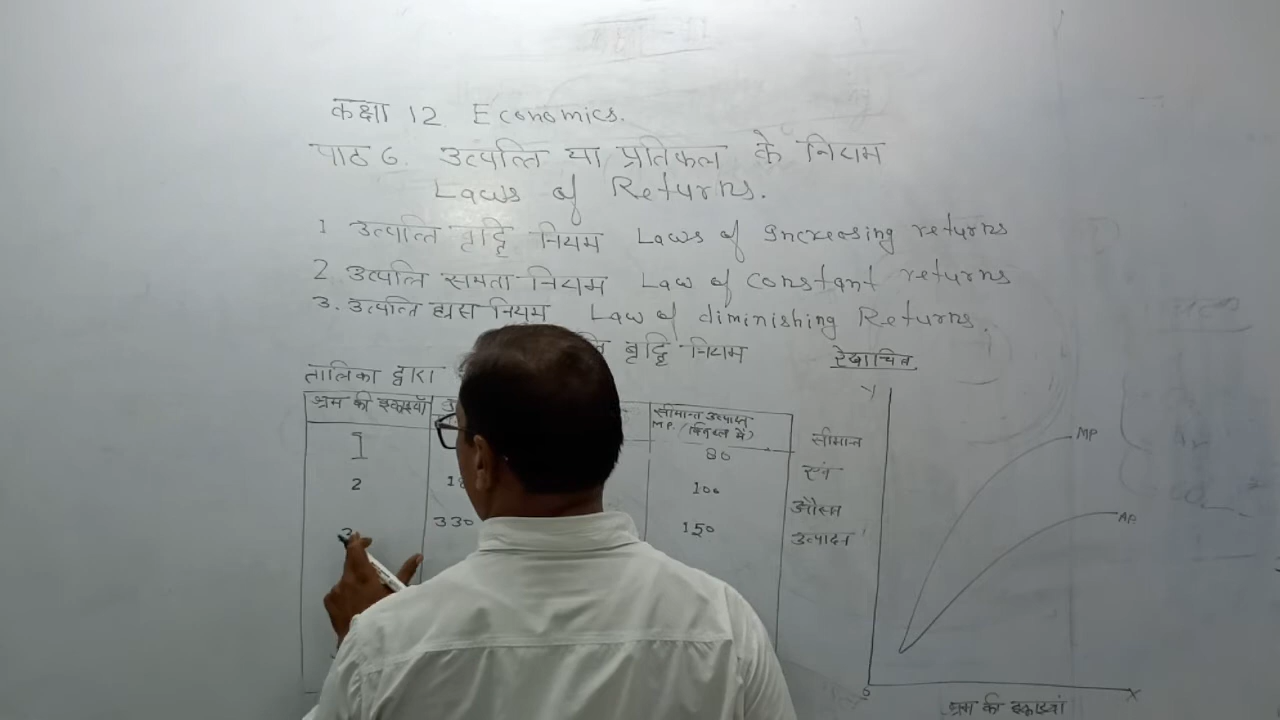 कक्षा 12 Economics.
पाठ 6. उत्पत्ति या प्रतिफल के नियम
Laws of Returns.
1 उत्पत्ति वृद्धि नियम Laws of Increasing returns
2. उत्पत्ति समता नियम Law of Constant returns
3. उत्पत्ति ह्रास नियम Law of diminishing Returns.
वृद्धि नियम
रेखाचित्र
तालिका द्वारा
श्रम की इकाइयाँ
सीमान्त उत्पादन
M.P. (क्विंटल में)
1 80
2 100
3 330 150
सीमान्त
एवं
औसत
उत्पादन
Y
MP
AP
0
X
श्रम की इकाइयां